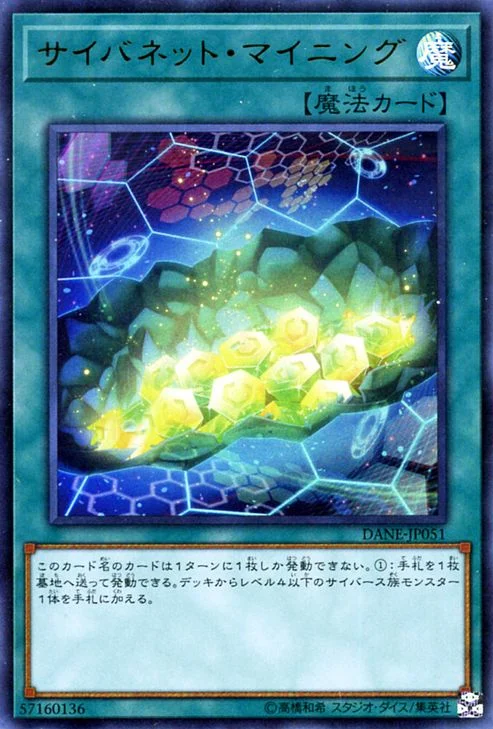 サイバネット・マイニング
魔
【魔法カード】
DANE-JP051
このカード名のカードは1ターンに1枚しか発動できない。①：手札を1枚
墓地へ送って発動できる。デッキからレベル4以下のサイバース族モンスター
1体を手札に加える。
57160136
©高橋和希 スタジオ・ダイス/集英社